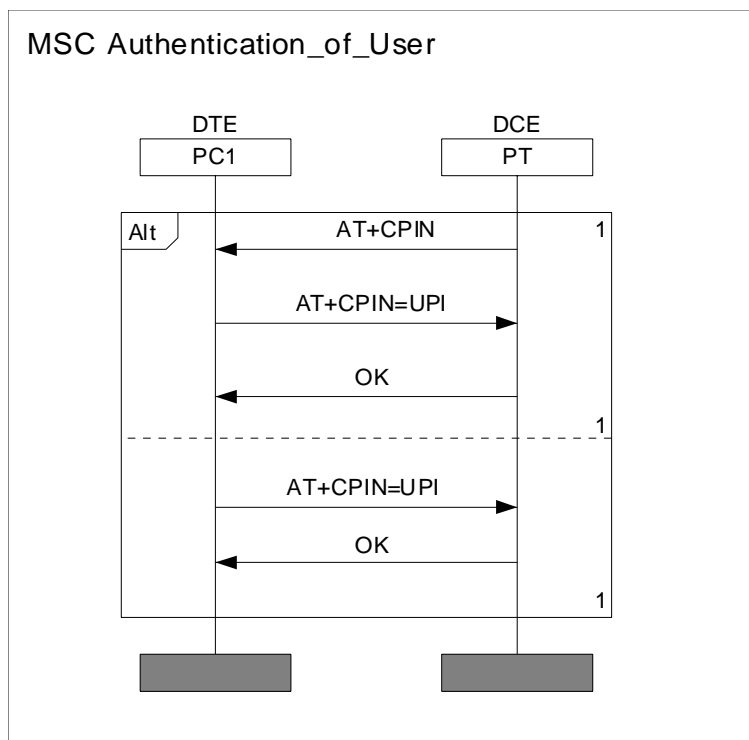 MSC Authentication_of_User
DTE DCE
PC1 PT
Alt AT+CPIN 1
AT+CPIN=UPI
OK
1
AT+CPIN=UPI
OK
1